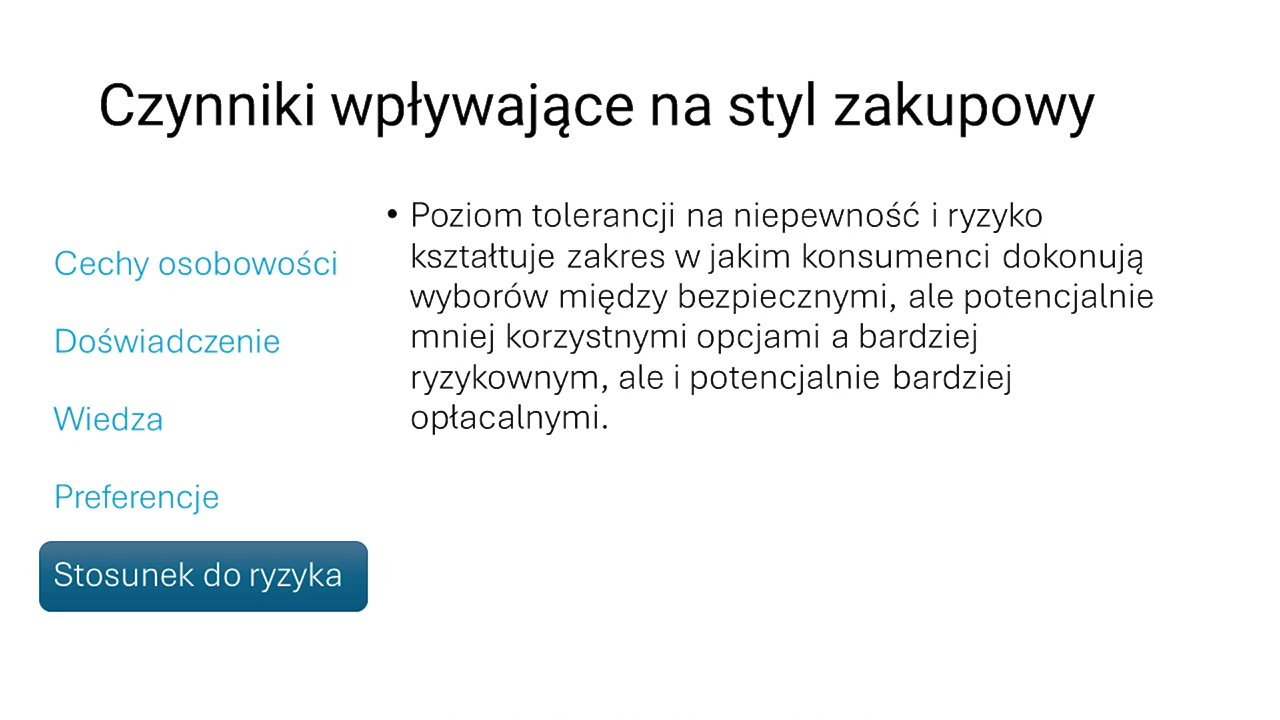 Czynniki wpływające na styl zakupowy
Cechy osobowości
Doświadczenie
Wiedza
Preferencje
Stosunek do ryzyka
• Poziom tolerancji na niepewność i ryzyko
kształtuje zakres w jakim konsumenci dokonują
wyborów między bezpiecznymi, ale potencjalnie
mniej korzystnymi opcjami a bardziej
ryzykownym, ale i potencjalnie bardziej
opłacalnymi.